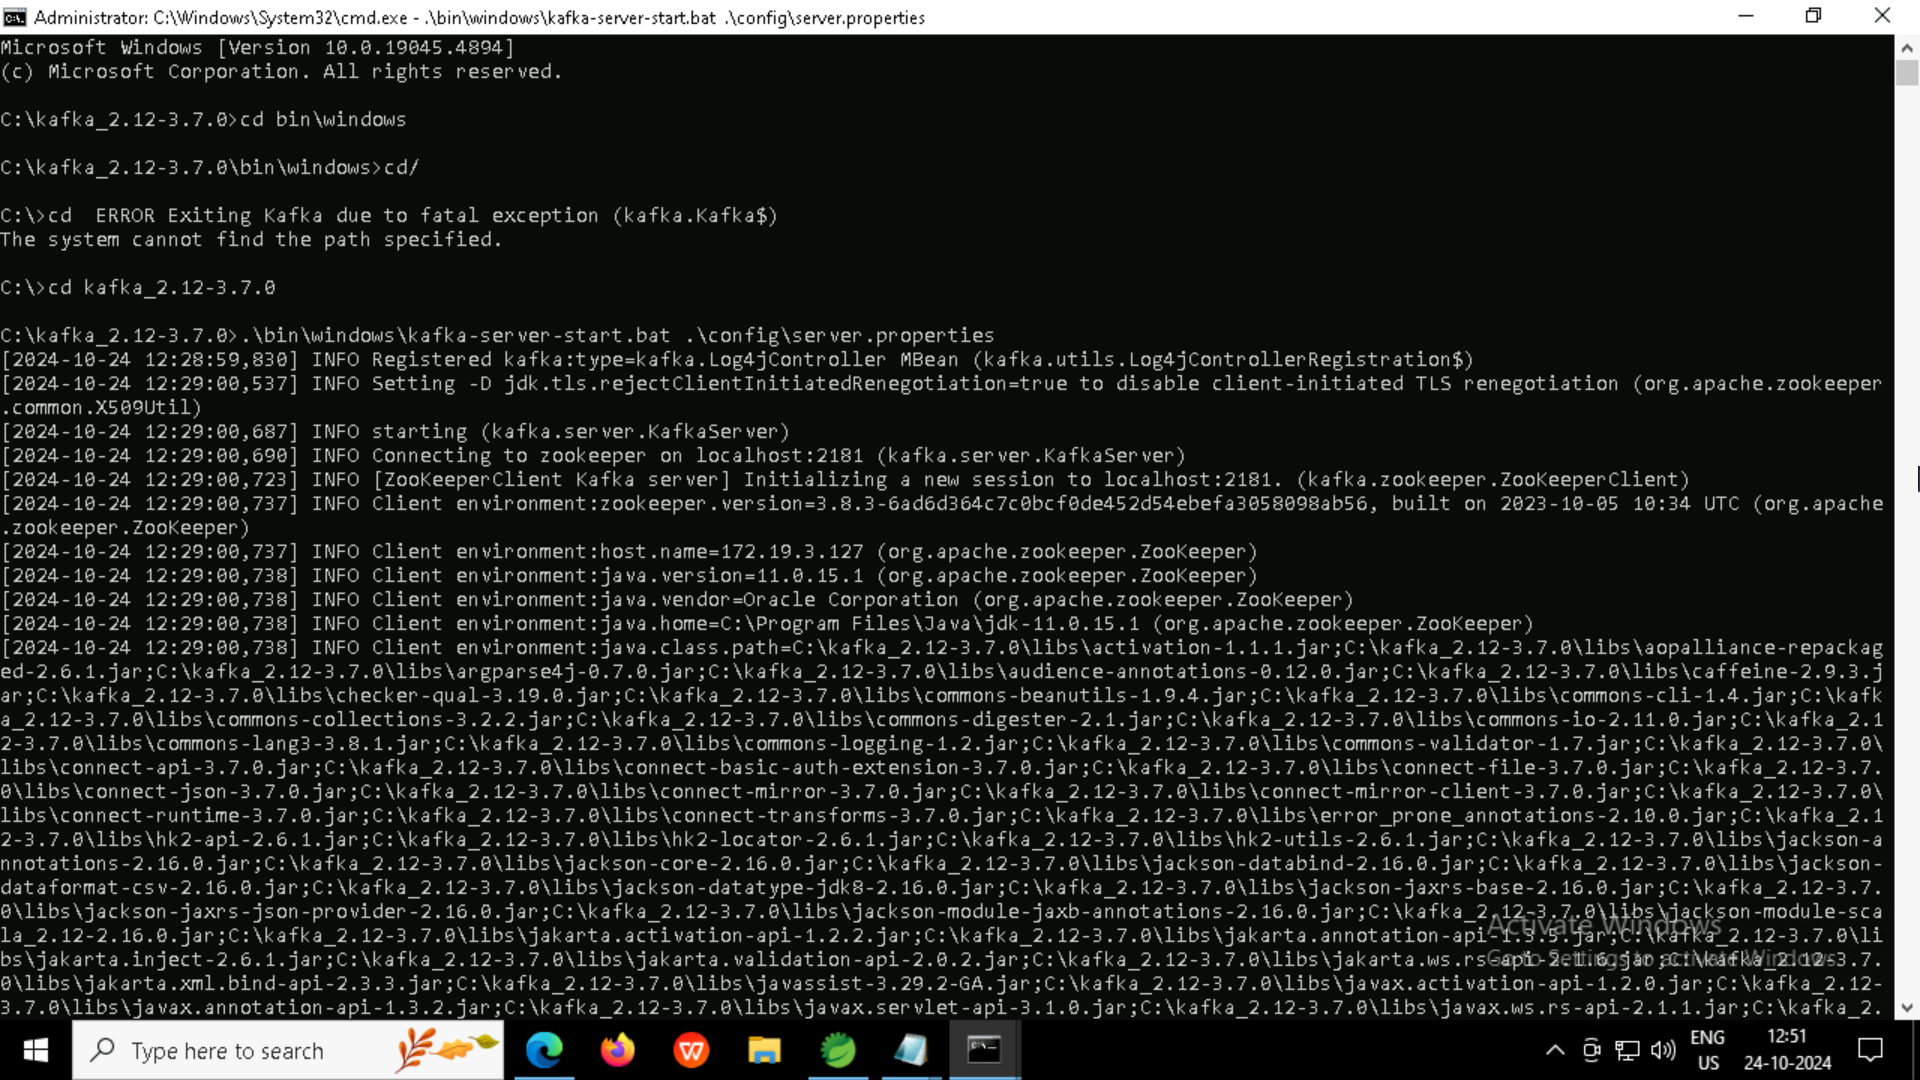 Administrator: C:\Windows\System32\cmd.exe - .\bin\windows\kafka-server-start.bat .\config\server.properties
Microsoft Windows [Version 10.0.19045.4894]
(c) Microsoft Corporation. All rights reserved.
C:\kafka_2.12-3.7.0>cd bin\windows
C:\kafka_2.12-3.7.0\bin\windows>cd/
C:\>cd  ERROR Exiting Kafka due to fatal exception (kafka.Kafka$)
The system cannot find the path specified.
C:\>cd kafka_2.12-3.7.0
C:\kafka_2.12-3.7.0>.\bin\windows\kafka-server-start.bat .\config\server.properties
[2024-10-24 12:28:59,830] INFO Registered kafka:type=kafka.Log4jController MBean (kafka.utils.Log4jControllerRegistration$)
[2024-10-24 12:29:00,537] INFO Setting -D jdk.tls.rejectClientInitiatedRenegotiation=true to disable client-initiated TLS renegotiation (org.apache.zookeeper
.common.X509Util)
[2024-10-24 12:29:00,687] INFO starting (kafka.server.KafkaServer)
[2024-10-24 12:29:00,690] INFO Connecting to zookeeper on localhost:2181 (kafka.server.KafkaServer)
[2024-10-24 12:29:00,723] INFO [ZooKeeperClient Kafka server] Initializing a new session to localhost:2181. (kafka.zookeeper.ZooKeeperClient)
[2024-10-24 12:29:00,737] INFO Client environment:zookeeper.version=3.8.3-6ad6d364c7c0bcf0de452d54ebefa3058098ab56, built on 2023-10-05 10:34 UTC (org.apache
.zookeeper.ZooKeeper)
[2024-10-24 12:29:00,737] INFO Client environment:host.name=172.19.3.127 (org.apache.zookeeper.ZooKeeper)
[2024-10-24 12:29:00,738] INFO Client environment:java.version=11.0.15.1 (org.apache.zookeeper.ZooKeeper)
[2024-10-24 12:29:00,738] INFO Client environment:java.vendor=Oracle Corporation (org.apache.zookeeper.ZooKeeper)
[2024-10-24 12:29:00,738] INFO Client environment:java.home=C:\Program Files\Java\jdk-11.0.15.1 (org.apache.zookeeper.ZooKeeper)
[2024-10-24 12:29:00,738] INFO Client environment:java.class.path=C:\kafka_2.12-3.7.0\libs\activation-1.1.1.jar;C:\kafka_2.12-3.7.0\libs\aopalliance-repackag
ed-2.6.1.jar;C:\kafka_2.12-3.7.0\libs\argparse4j-0.7.0.jar;C:\kafka_2.12-3.7.0\libs\audience-annotations-0.12.0.jar;C:\kafka_2.12-3.7.0\libs\caffeine-2.9.3.j
ar;C:\kafka_2.12-3.7.0\libs\checker-qual-3.19.0.jar;C:\kafka_2.12-3.7.0\libs\commons-beanutils-1.9.4.jar;C:\kafka_2.12-3.7.0\libs\commons-cli-1.4.jar;C:\kafk
a_2.12-3.7.0\libs\commons-collections-3.2.2.jar;C:\kafka_2.12-3.7.0\libs\commons-digester-2.1.jar;C:\kafka_2.12-3.7.0\libs\commons-io-2.11.0.jar;C:\kafka_2.1
2-3.7.0\libs\commons-lang3-3.8.1.jar;C:\kafka_2.12-3.7.0\libs\commons-logging-1.2.jar;C:\kafka_2.12-3.7.0\libs\commons-validator-1.7.jar;C:\kafka_2.12-3.7.0\
libs\connect-api-3.7.0.jar;C:\kafka_2.12-3.7.0\libs\connect-basic-auth-extension-3.7.0.jar;C:\kafka_2.12-3.7.0\libs\connect-file-3.7.0.jar;C:\kafka_2.12-3.7.
0\libs\connect-json-3.7.0.jar;C:\kafka_2.12-3.7.0\libs\connect-mirror-3.7.0.jar;C:\kafka_2.12-3.7.0\libs\connect-mirror-client-3.7.0.jar;C:\kafka_2.12-3.7.0\
libs\connect-runtime-3.7.0.jar;C:\kafka_2.12-3.7.0\libs\connect-transforms-3.7.0.jar;C:\kafka_2.12-3.7.0\libs\error_prone_annotations-2.10.0.jar;C:\kafka_2.1
2-3.7.0\libs\hk2-api-2.6.1.jar;C:\kafka_2.12-3.7.0\libs\hk2-locator-2.6.1.jar;C:\kafka_2.12-3.7.0\libs\hk2-utils-2.6.1.jar;C:\kafka_2.12-3.7.0\libs\jackson-a
nnotations-2.16.0.jar;C:\kafka_2.12-3.7.0\libs\jackson-core-2.16.0.jar;C:\kafka_2.12-3.7.0\libs\jackson-databind-2.16.0.jar;C:\kafka_2.12-3.7.0\libs\jackson-
dataformat-csv-2.16.0.jar;C:\kafka_2.12-3.7.0\libs\jackson-datatype-jdk8-2.16.0.jar;C:\kafka_2.12-3.7.0\libs\jackson-jaxrs-base-2.16.0.jar;C:\kafka_2.12-3.7.
0\libs\jackson-jaxrs-json-provider-2.16.0.jar;C:\kafka_2.12-3.7.0\libs\jackson-module-jaxb-annotations-2.16.0.jar;C:\kafka_2.12-3.7.0\libs\jackson-module-sca
la_2.12-2.16.0.jar;C:\kafka_2.12-3.7.0\libs\jakarta.activation-api-1.2.2.jar;C:\kafka_2.12-3.7.0\libs\jakarta.annotation-api-1.3.5.jar;C:\kafka_2.12-3.7.0\li
bs\jakarta.inject-2.6.1.jar;C:\kafka_2.12-3.7.0\libs\jakarta.validation-api-2.0.2.jar;C:\kafka_2.12-3.7.0\libs\jakarta.ws.rs-api-2.1.6.jar;C:\kafka_2.12-3.7.
0\libs\jakarta.xml.bind-api-2.3.3.jar;C:\kafka_2.12-3.7.0\libs\javassist-3.29.2-GA.jar;C:\kafka_2.12-3.7.0\libs\javax.activation-api-1.2.0.jar;C:\kafka_2.12-
3.7.0\libs\javax.annotation-api-1.3.2.jar;C:\kafka_2.12-3.7.0\libs\javax.servlet-api-3.1.0.jar;C:\kafka_2.12-3.7.0\libs\javax.ws.rs-api-2.1.1.jar;C:\kafka_2.
Activate Windows
Go to Settings to activate Windows.
Type here to search
ENG
US
12:51
24-10-2024